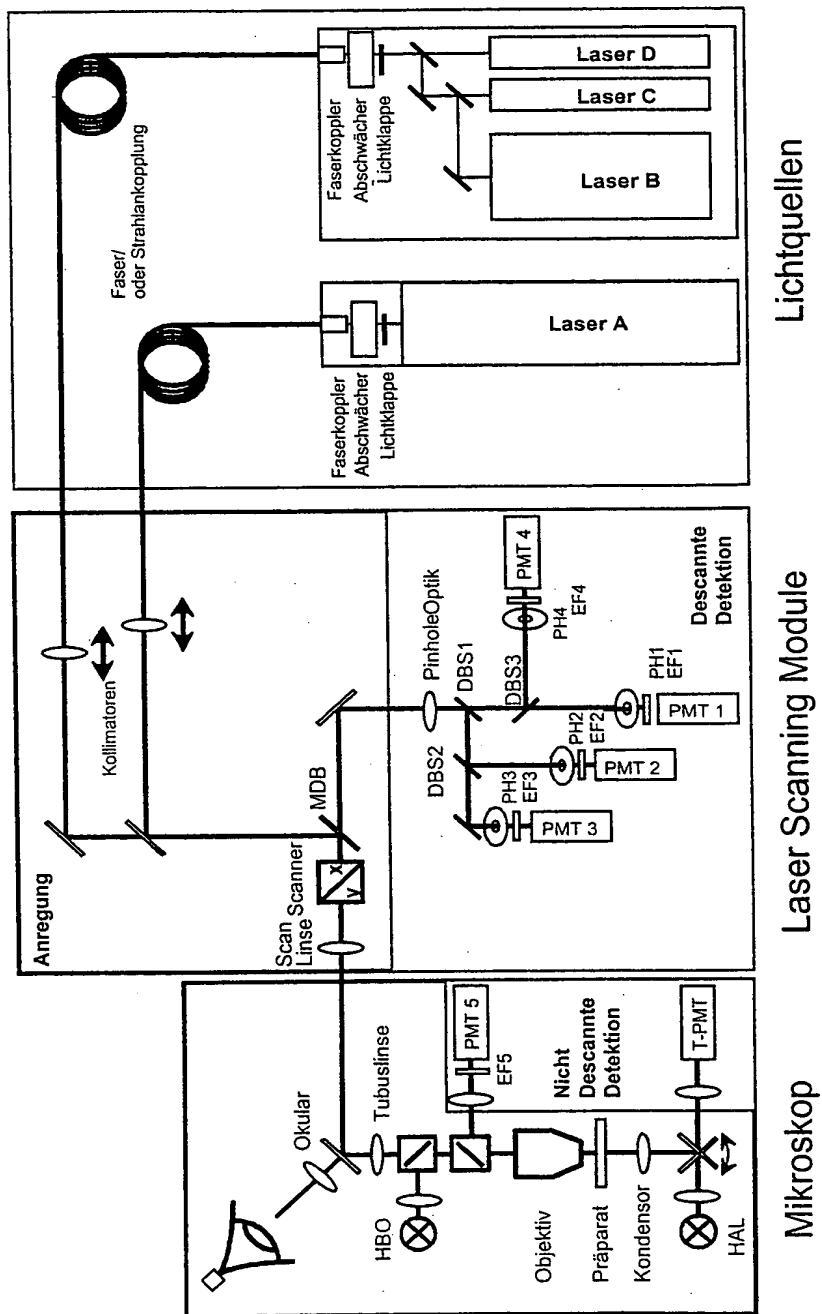 Mikroskop
Okular
Tubuslinse
HBO
PMT 5
EF5
Nicht
Descannte
Detektion
Objektiv
Präparat
Kondensor
HAL
T-PMT
Laser Scanning Module
Anregung
Kollimatoren
Scan
Linse
Scanner
x
y
MDB
PinholeOptik
DBS1
DBS2
DBS3
PH4
EF4
PMT 4
PH1
EF1
PMT 1
PH2
EF2
PMT 2
PH3
EF3
PMT 3
Descannte
Detektion
Lichtquellen
Faser/
oder Strahlankopplung
Faserkoppler
Abschwächer
Lichtklappe
Laser A
Faserkoppler
Abschwächer
Lichtklappe
Laser D
Laser C
Laser B